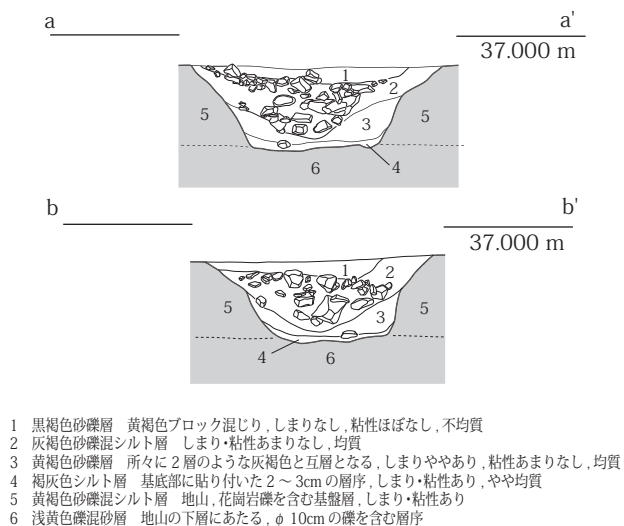 a a'
37.000 m
1
2
5 5
3
6
4
b b'
37.000 m
1 2
5 5
3
4 6
1 黒褐色砂礫層 黄褐色ブロック混じり , しまりなし , 粘性ほぼなし , 不均質
2 灰褐色砂礫混シルト層 しまり・粘性あまりなし , 均質
3 黄褐色砂礫層 所々に 2 層のような灰褐色と互層となる , しまりややあり , 粘性あまりなし , 均質
4 褐灰色シルト層 基底部に貼り付いた 2 ～ 3cm の層序 , しまり・粘性あり , やや均質
5 黄褐色砂礫混シルト層 地山 , 花崗岩礫を含む基盤層 , しまり・粘性あり
6 浅黄色礫混砂層 地山の下層にあたる , φ 10cm の礫を含む層序